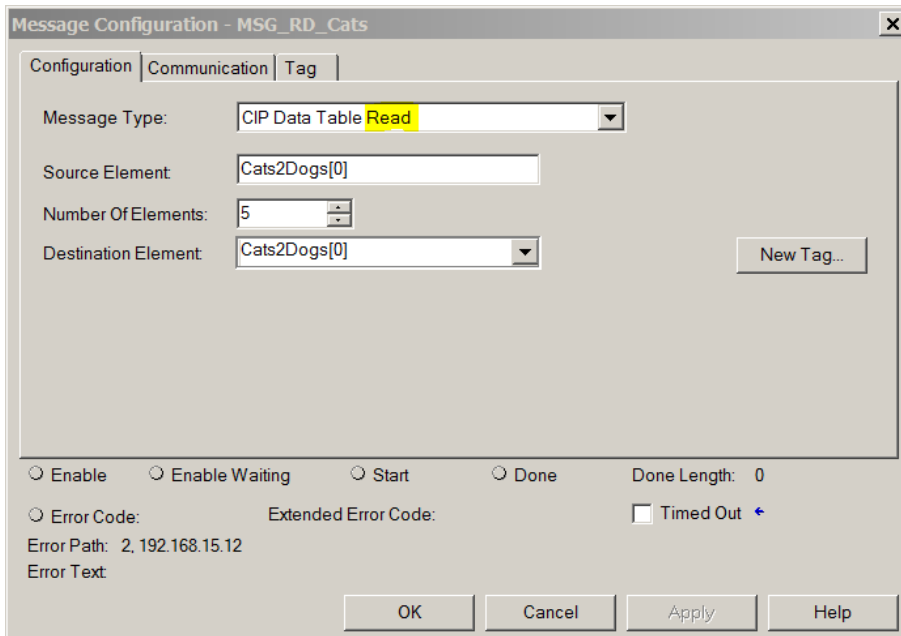 Message Configuration - MSG_RD_Cats
Configuration Communication Tag
Message Type: CIP Data Table Read
Source Element: Cats2Dogs[0]
Number Of Elements: 5
Destination Element: Cats2Dogs[0] New Tag...
Enable Enable Waiting Start Done Done Length: 0
Error Code: Extended Error Code: Timed Out
Error Path: 2, 192.168.15.12
Error Text:
OK Cancel Apply Help